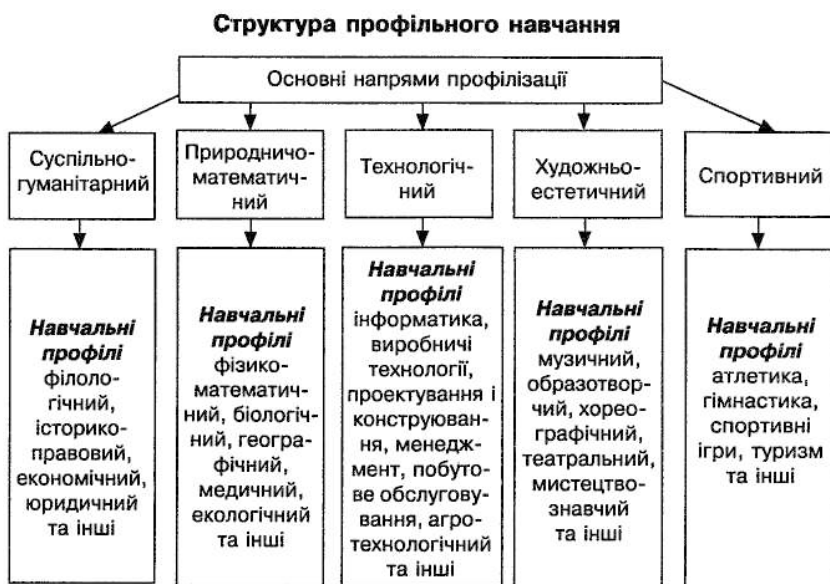 Структура профільного навчання
Основні напрями профілізації
Суспільно-
гуманітарний
Природничо-
математич-
ний
Технологіч-
ний
Художньо-
естетичний
Спортивний
Навчальні
профілі
філоло-
гічний,
історико-
правовий,
економічний,
юридичний
та інші
Навчальні
профілі
фізико-
математич-
ний, біологіч-
ний, геогра-
фічний,
медичний,
екологічний
та інші
Навчальні
профілі
інформатика,
виробничі
технології,
проектування і
конструюван-
ня, менедж-
мент, побуто-
ве обслугову-
вання, агро-
технологічний
та інші
Навчальні
профілі
музичний,
образотвор-
чий, хорео-
графічний,
театральний,
мистецтво-
знавчий
та інші
Навчальні
профілі
атлетика,
гімнастика,
спортивні
ігри, туризм
та інші